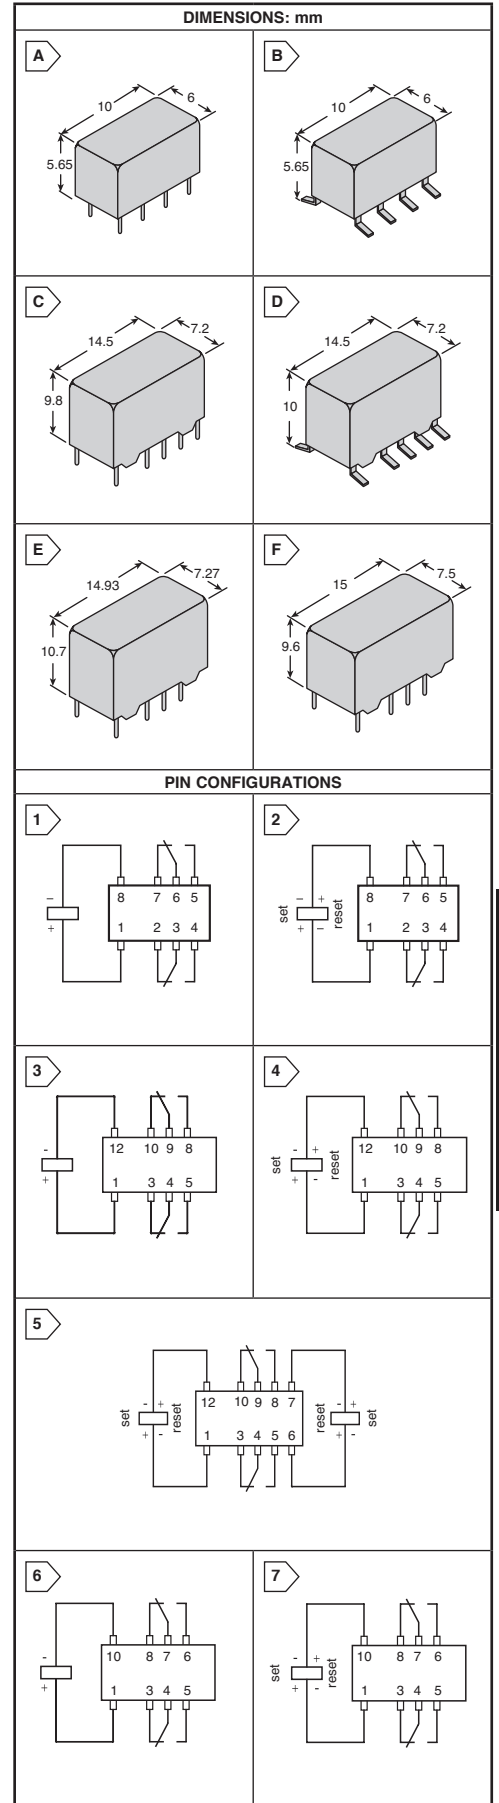 DIMENSIONS: mm
A
10
6
5.65
B
10
6
5.65
C
14.5
7.2
9.8
D
14.5
7.2
10
E
14.93
7.27
10.7
F
15
7.5
9.6
PIN CONFIGURATIONS
1
–
+
8 7 6 5
1 2 3 4
2
set
– +
+ –
reset
8 7 6 5
1 2 3 4
3
-
+
12 10 9 8
1 3 4 5
4
set
- +
+ -
reset
12 10 9 8
1 3 4 5
5
set
- +
+ -
reset
12 10 9 8 7
1 3 4 5 6
reset
- +
+ -
set
6
-
+
10 8 7 6
1 3 4 5
7
set
- +
+ -
reset
10 8 7 6
1 3 4 5